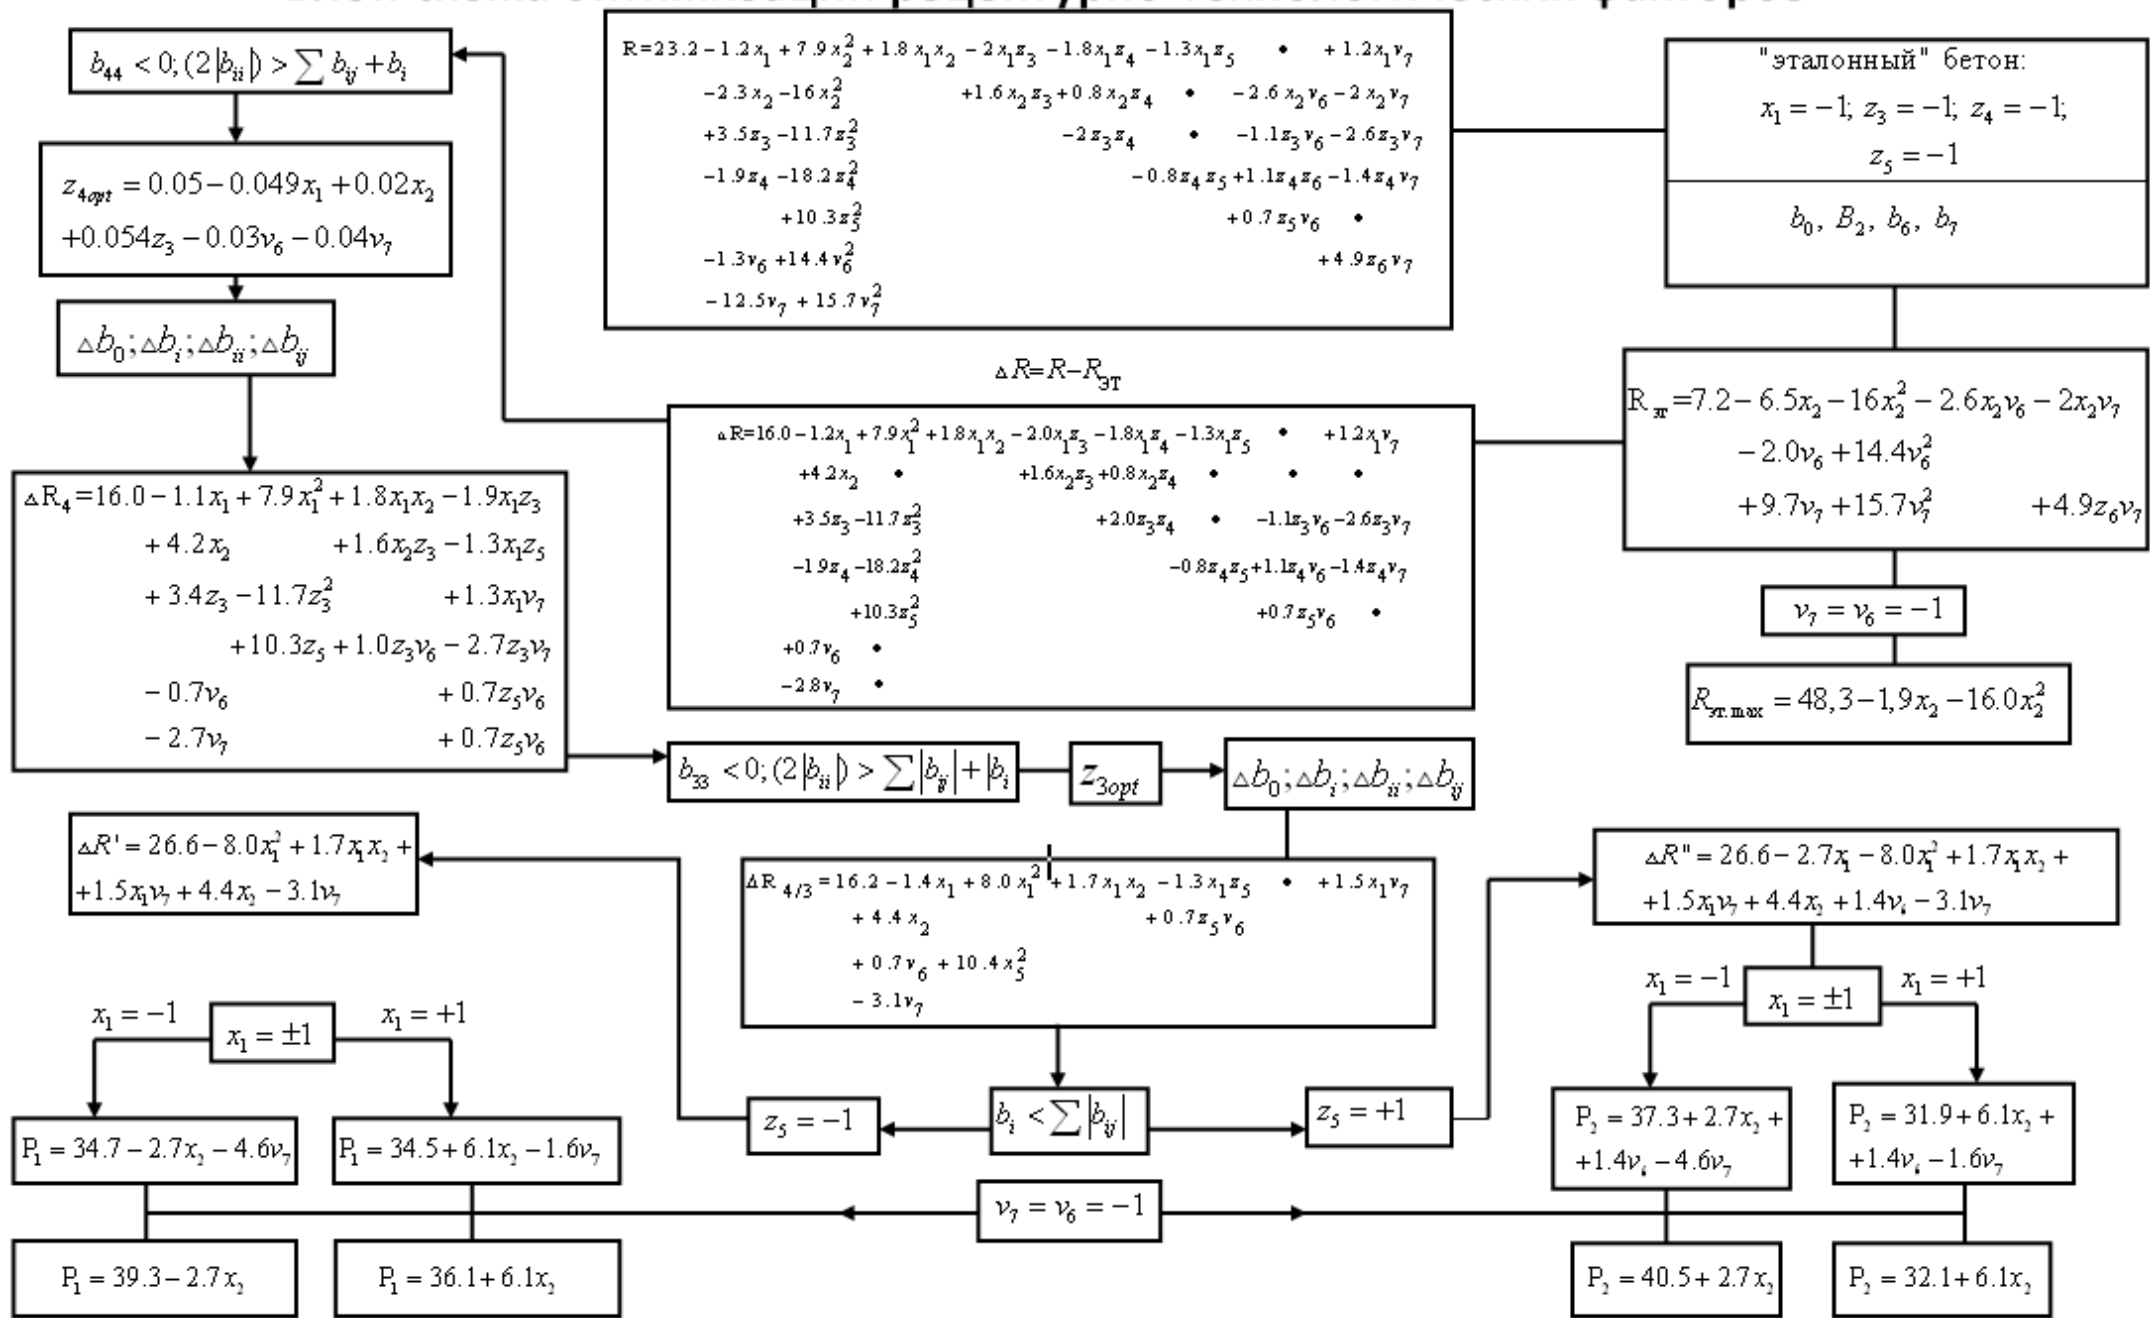 b₄₄ < 0; (2|bᵢᵢ|) > ∑ bᵢⱼ + bᵢ
z₄opt = 0.05 − 0.049x₁ + 0.02x₂
+0.054z₃ − 0.03v₆ − 0.04v₇
△b₀; △bᵢ; △bᵢᵢ; △bᵢⱼ
R=23.2 − 1.2x₁ + 7.9x₂² + 1.8x₁x₂ − 2x₁z₃ − 1.8x₁z₄ − 1.3x₁z₅ • + 1.2x₁v₇
−2.3x₂ −16x₂² +1.6x₂z₃+0.8x₂z₄ • −2.6x₂v₆ −2x₂v₇
+3.5z₃ −11.7z₃² −2z₃z₄ • −1.1z₃v₆ −2.6z₃v₇
−1.9z₄ −18.2z₄² −0.8z₄z₅+1.1z₄z₆ −1.4z₄v₇
+10.3z₅² +0.7z₅v₆ •
−1.3v₆ +14.4v₆² +4.9z₆v₇
−12.5v₇ + 15.7v₇²
"эталонный" бетон:
x₁ = −1; z₃ = −1; z₄ = −1;
z₅ = −1
b₀, B₂, b₆, b₇
△R=R−Rэт
△R=16.0 −1.2x₁ + 7.9x₁² +1.8x₁x₂ −2.0x₁z₃ −1.8x₁z₄ −1.3x₁z₅ • +1.2x₁v₇
+4.2x₂ • +1.6x₂z₃+0.8x₂z₄ • • •
+3.5z₃ −11.7z₃² +2.0z₃z₄ • −1.1z₃v₆ −2.6z₃v₇
−1.9z₄ −18.2z₄² −0.8z₄z₅+1.1z₄v₆ −1.4z₄v₇
+10.3z₅² +0.7z₅v₆ •
+0.7v₆ •
−2.8v₇ •
Rэт =7.2 − 6.5x₂ −16x₂² − 2.6x₂v₆ − 2x₂v₇
−2.0v₆ +14.4v₆²
+9.7v₇ +15.7v₇² +4.9z₆v₇
v₇ = v₆ = −1
Rэт.max = 48,3 −1,9x₂ −16.0x₂²
△R₄ =16.0 −1.1x₁ + 7.9x₁² +1.8x₁x₂ −1.9x₁z₃
+ 4.2x₂ +1.6x₂z₃ −1.3x₁z₅
+ 3.4z₃ −11.7z₃² +1.3x₁v₇
+10.3z₅ +1.0z₃v₆ − 2.7z₃v₇
− 0.7v₆ + 0.7z₅v₆
− 2.7v₇ + 0.7z₅v₆
b₃₃ < 0; (2|bᵢᵢ|) > ∑|bᵢⱼ| + |bᵢ
z₃opt
△b₀; △bᵢ; △bᵢᵢ; △bᵢⱼ
△R' = 26.6 − 8.0x₁² +1.7x₁x₂ +
+1.5x₁v₇ + 4.4x₂ − 3.1v₇
△R ₄/₃ = 16.2 − 1.4x₁ + 8.0x₁² + 1.7x₁x₂ − 1.3x₁z₅ • + 1.5x₁v₇
+ 4.4x₂ + 0.7z₅v₆
+ 0.7v₆ + 10.4x₅²
− 3.1v₇
△R" = 26.6 − 2.7x₁ − 8.0x₁² +1.7x₁x₂ +
+1.5x₁v₇ + 4.4x₂ +1.4v₆ − 3.1v₇
x₁ = −1 x₁ = ±1 x₁ = +1
x₁ = −1 x₁ = ±1 x₁ = +1
z₅ = −1
bᵢ < ∑|bᵢⱼ|
z₅ = +1
P₁ = 34.7 − 2.7x₂ − 4.6v₇
P₁ = 34.5 + 6.1x₂ −1.6v₇
P₂ = 37.3 + 2.7x₂ +
+1.4v₆ − 4.6v₇
P₂ = 31.9 + 6.1x₂ +
+1.4v₆ −1.6v₇
v₇ = v₆ = −1
P₁ = 39.3 − 2.7x₂
P₁ = 36.1 + 6.1x₂
P₂ = 40.5 + 2.7x₂
P₂ = 32.1 + 6.1x₂